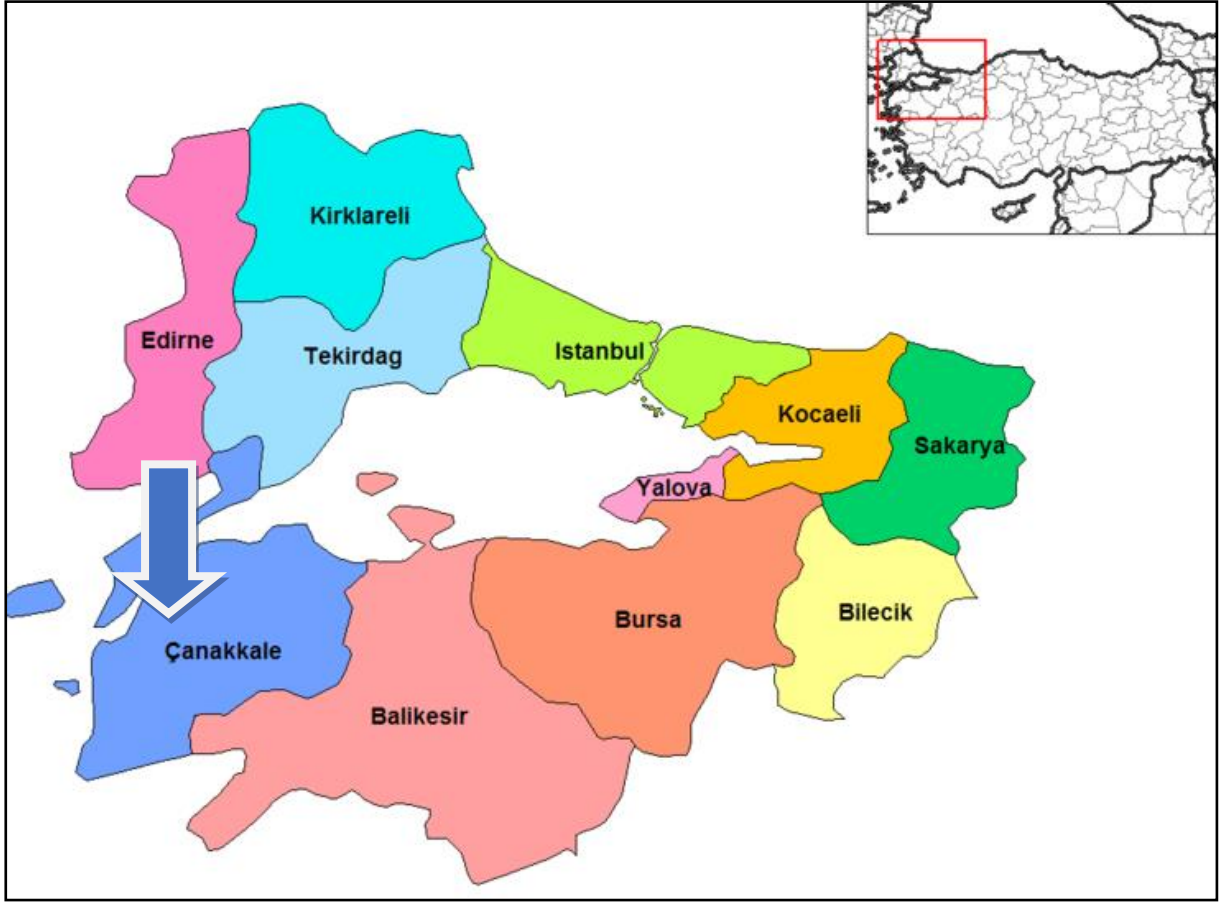 Kirklareli
Edirne
Tekirdag
Istanbul
Kocaeli
Sakarya
Yalova
Bursa
Bilecik
Çanakkale
Balikesir